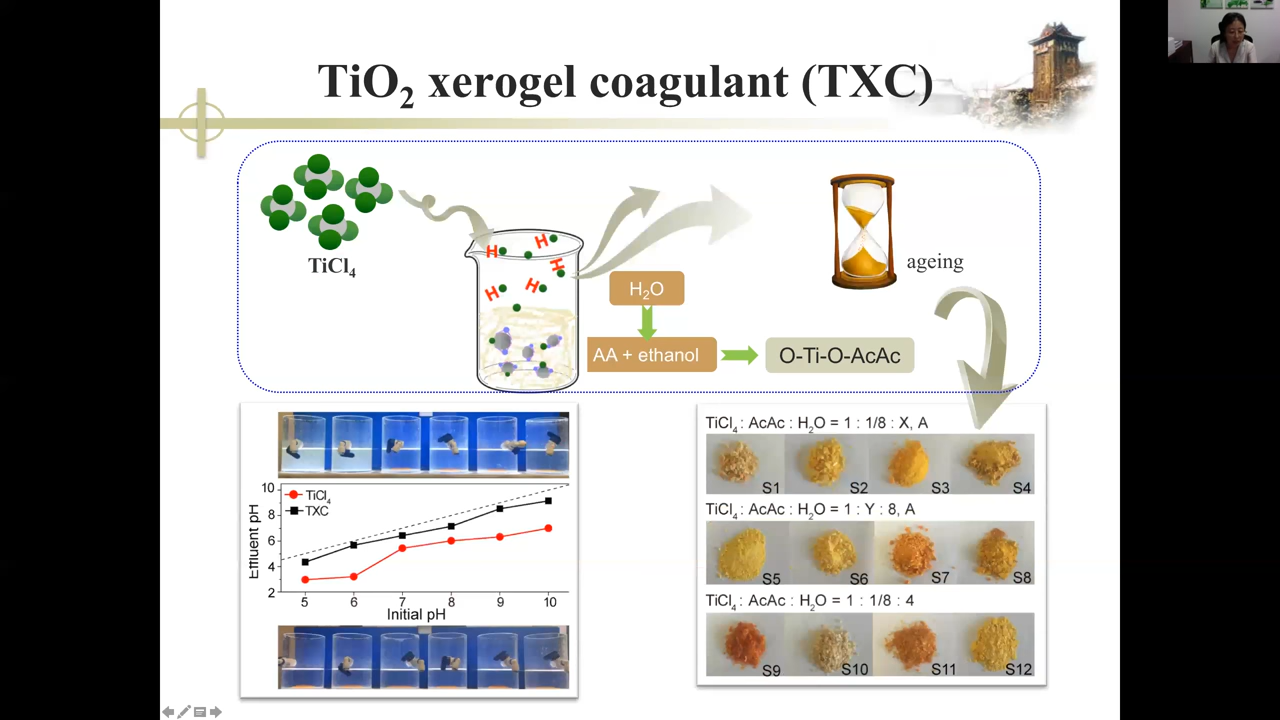 TiO₂ xerogel coagulant (TXC)
TiCl₄
H
H
H
H
H
H₂O
AA + ethanol
O-Ti-O-AcAc
ageing
TiCl₄
TXC
Effluent pH
10
8
6
4
2
5 6 7 8 9 10
Initial pH
TiCl₄ : AcAc : H₂O = 1 : 1/8 : X, A
S1 S2 S3 S4
TiCl₄ : AcAc : H₂O = 1 : Y : 8, A
S5 S6 S7 S8
TiCl₄ : AcAc : H₂O = 1 : 1/8 : 4
S9 S10 S11 S12